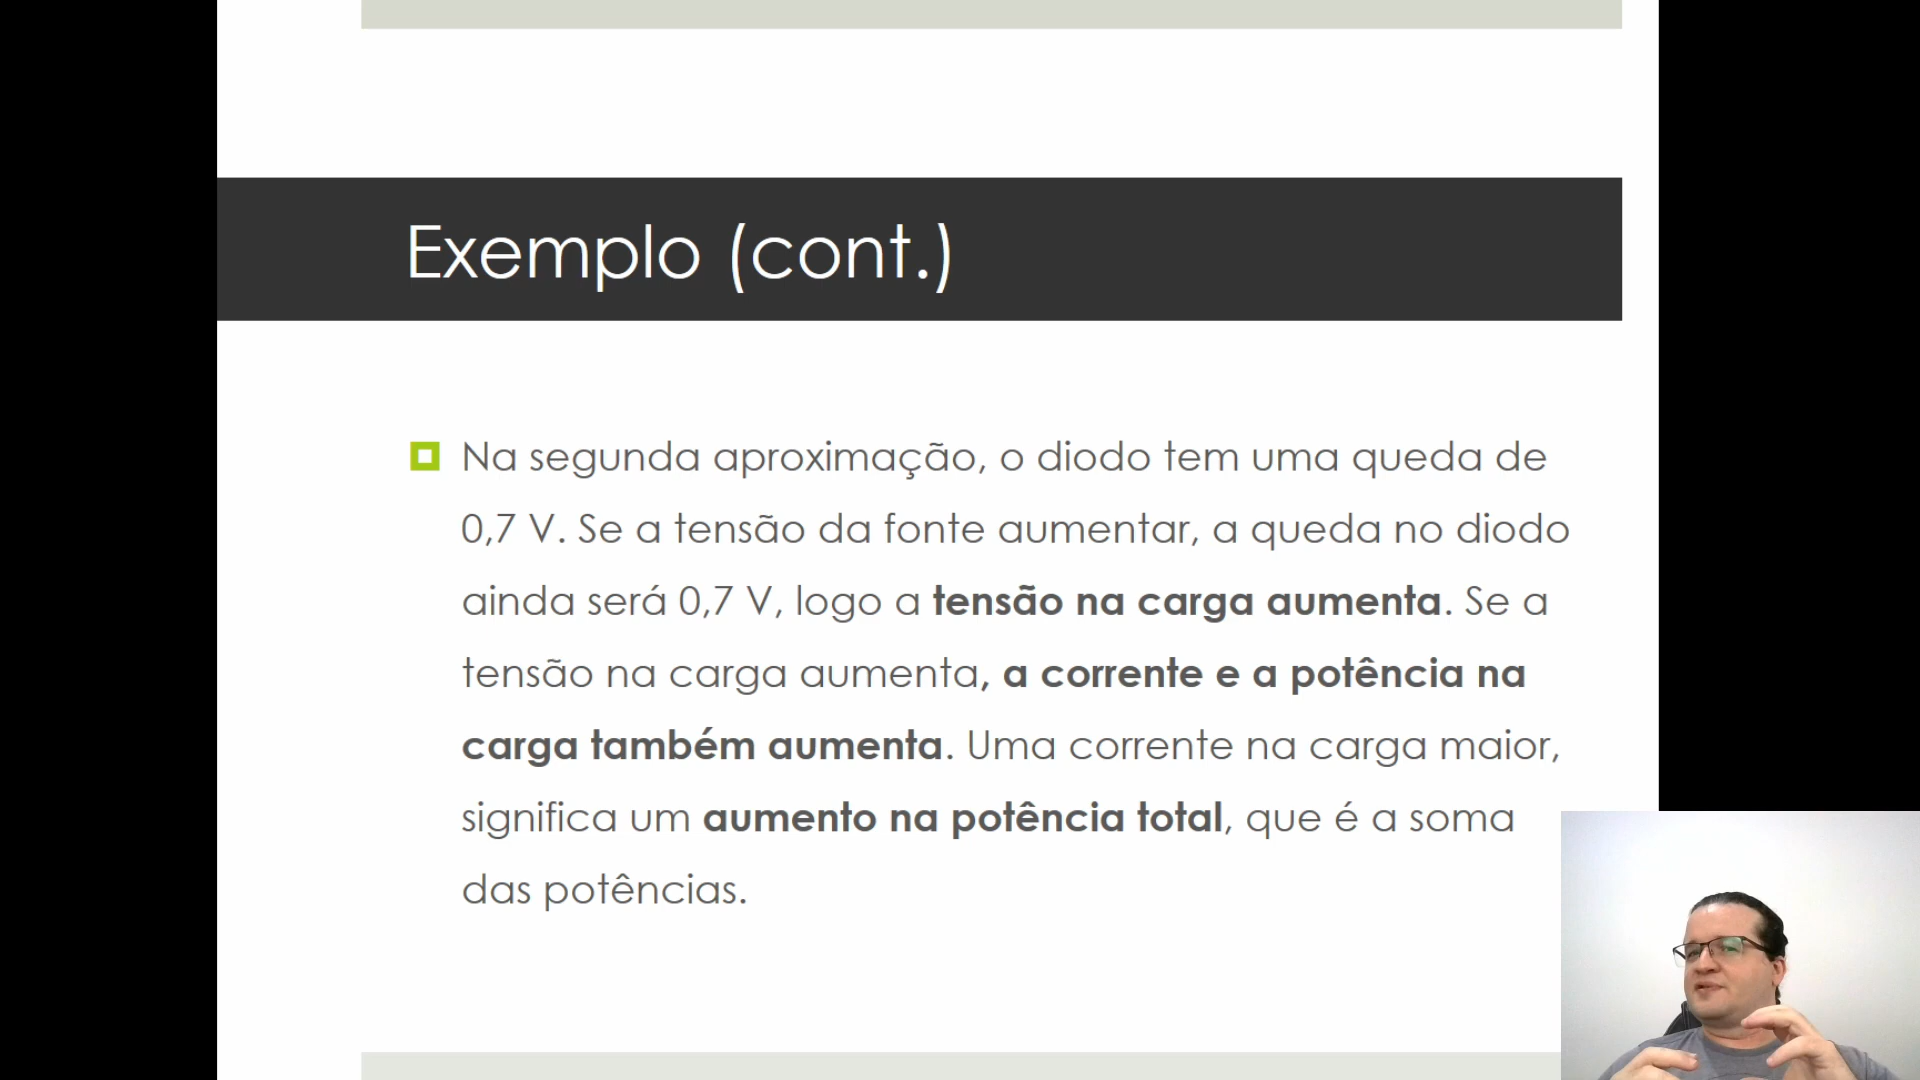 Exemplo (cont.)
Na segunda aproximação, o diodo tem uma queda de
0,7 V. Se a tensão da fonte aumentar, a queda no diodo
ainda será 0,7 V, logo a tensão na carga aumenta. Se a
tensão na carga aumenta, a corrente e a potência na
carga também aumenta. Uma corrente na carga maior,
significa um aumento na potência total, que é a soma
das potências.